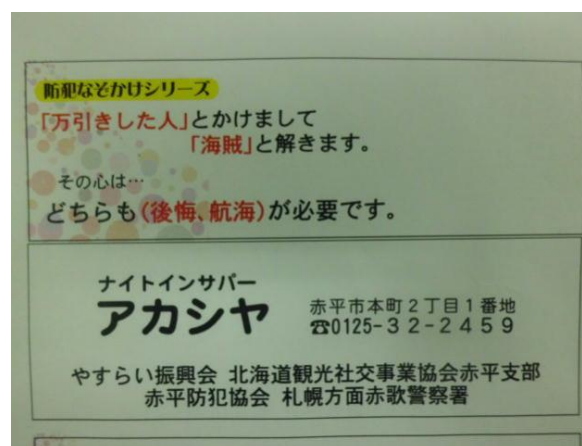 防犯なぞかけシリーズ
「万引きした人」とかけまして
「海賊」と解きます。
その心は…
どちらも(後悔、航海)が必要です。
ナイトインサパー
アカシヤ
赤平市本町2丁目1番地
☎0125-32-2459
やすらい振興会 北海道観光社交事業協会赤平支部
赤平防犯協会 札幌方面赤歌警察署